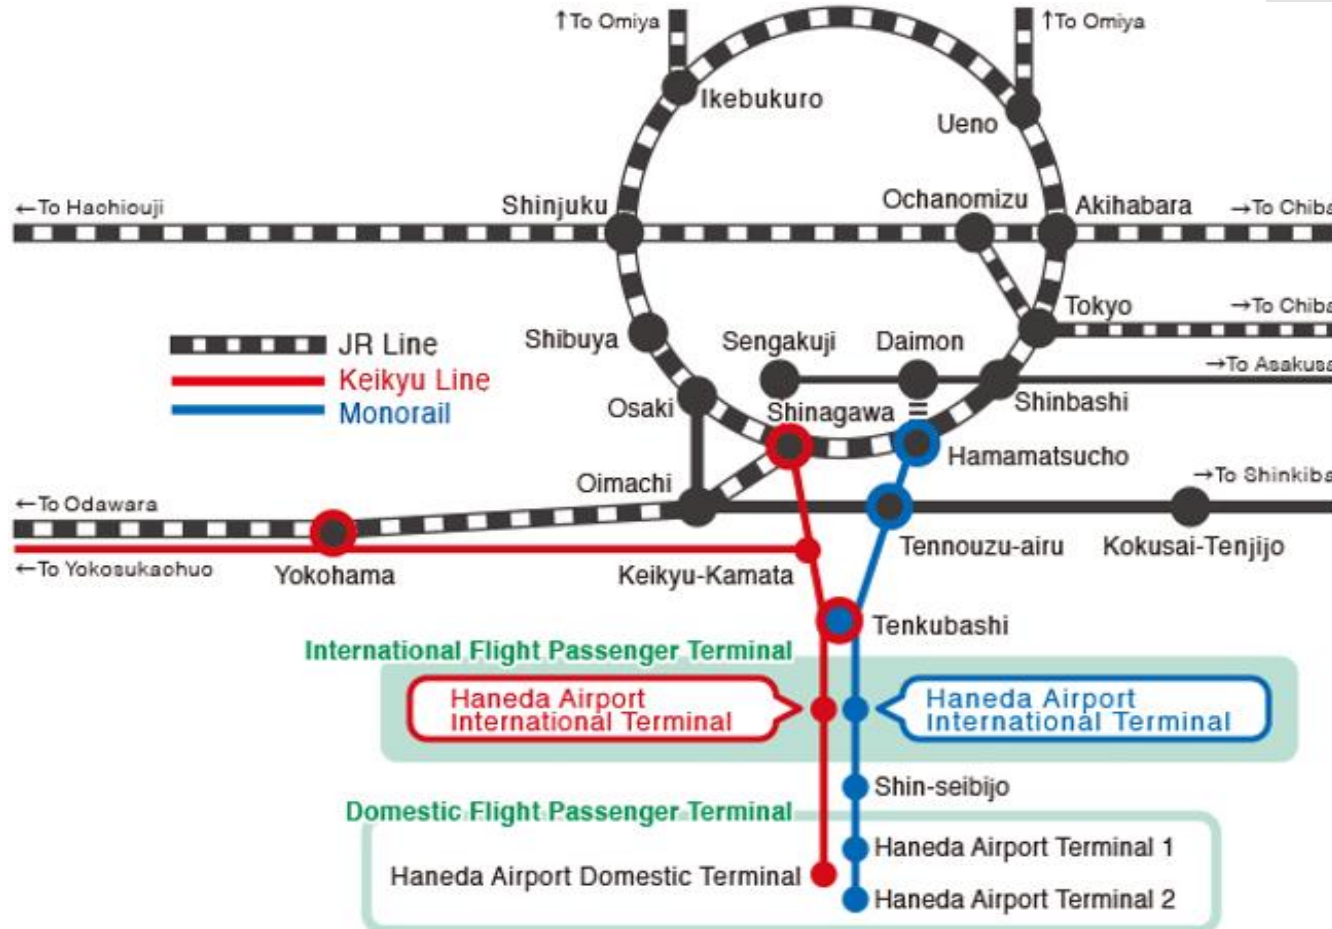 ↑To Omiya
↑To Omiya
Ikebukuro
Ueno
←To Hachiouji
Shinjuku
Ochanomizu
Akihabara
→To Chiba
Tokyo
→To Chiba
JR Line
Shibuya
Sengakuji
Daimon
→To Asakusa
Keikyu Line
Monorail
Osaki
Shinagawa
Shinbashi
Hamamatsucho
Oimachi
→To Shinkiba
←To Odawara
Tennouzu-airu
Kokusai-Tenjijo
←To Yokosukachuo
Yokohama
Keikyu-Kamata
Tenkubashi
International Flight Passenger Terminal
Haneda Airport
International Terminal
Haneda Airport
International Terminal
Shin-seibijo
Domestic Flight Passenger Terminal
Haneda Airport Terminal 1
Haneda Airport Domestic Terminal
Haneda Airport Terminal 2